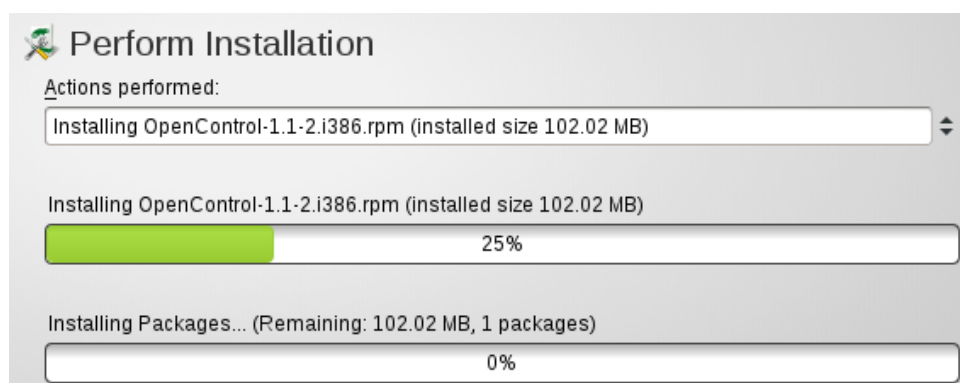 Perform Installation
Actions performed:
Installing OpenControl-1.1-2.i386.rpm (installed size 102.02 MB)
Installing OpenControl-1.1-2.i386.rpm (installed size 102.02 MB)
25%
Installing Packages... (Remaining: 102.02 MB, 1 packages)
0%